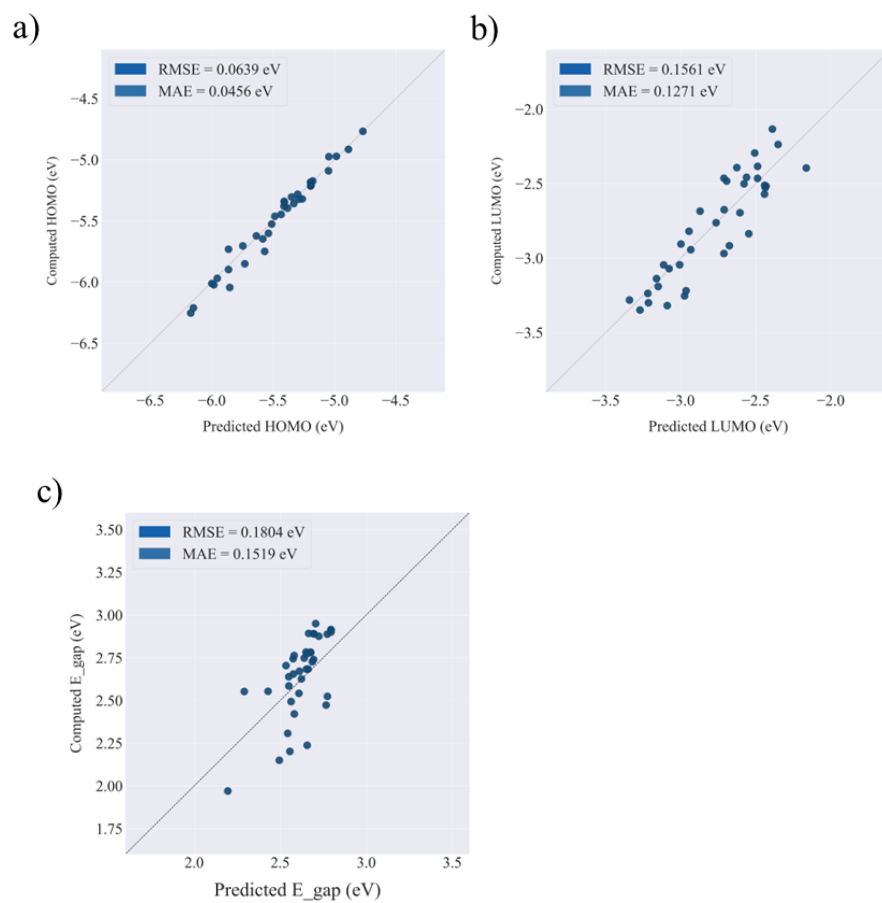 a)
RMSE = 0.0639 eV
MAE = 0.0456 eV
−4.5
−5.0
−5.5
−6.0
−6.5
Computed HOMO (eV)
−6.5
−6.0
−5.5
−5.0
−4.5
Predicted HOMO (eV)
b)
RMSE = 0.1561 eV
MAE = 0.1271 eV
−2.0
−2.5
−3.0
−3.5
Computed LUMO (eV)
−3.5
−3.0
−2.5
−2.0
Predicted LUMO (eV)
c)
RMSE = 0.1804 eV
MAE = 0.1519 eV
3.50
3.25
3.00
2.75
2.50
2.25
2.00
1.75
Computed E_gap (eV)
2.0
2.5
3.0
3.5
Predicted E_gap (eV)